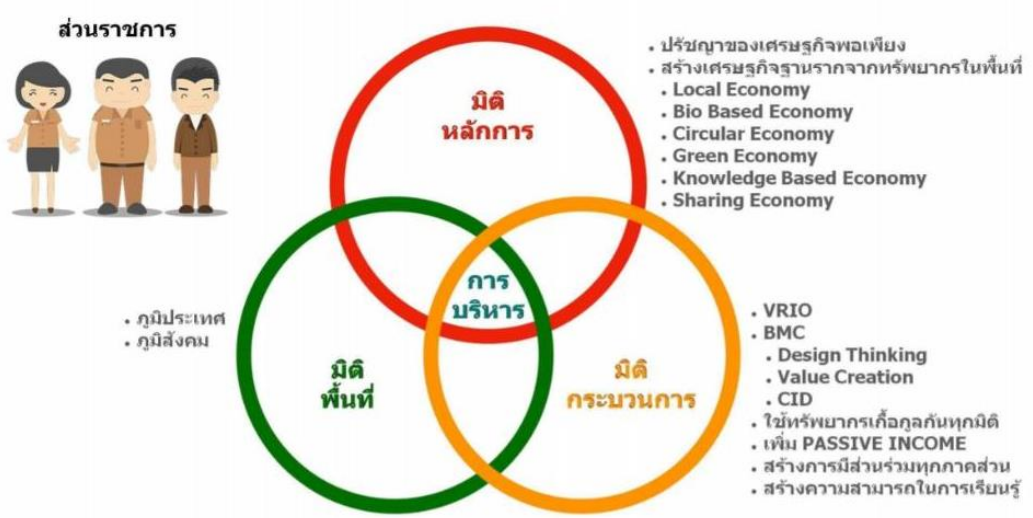 ส่วนราชการ
มิติ
หลักการ
• ปรัชญาของเศรษฐกิจพอเพียง
• สร้างเศรษฐกิจฐานรากจากทรัพยากรในพื้นที่
• Local Economy
• Bio Based Economy
• Circular Economy
• Green Economy
• Knowledge Based Economy
• Sharing Economy
การ
บริหาร
• ภูมิประเทศ
• ภูมิสังคม
มิติ
พื้นที่
มิติ
กระบวนการ
• VRIO
• BMC
• Design Thinking
• Value Creation
• CID
• ใช้ทรัพยากรเกื้อกูลกันทุกมิติ
• เพิ่ม PASSIVE INCOME
• สร้างการมีส่วนร่วมทุกภาคส่วน
• สร้างความสามารถในการเรียนรู้